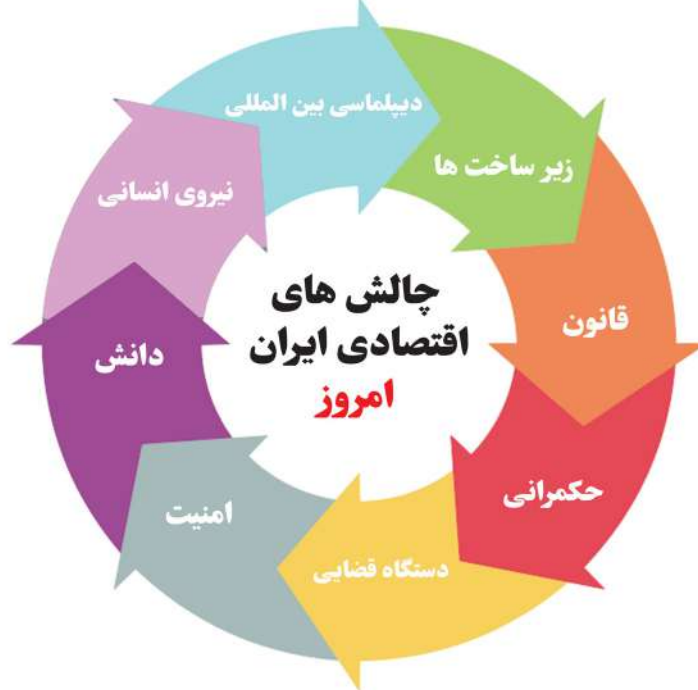 چالش های
اقتصادی ایران
امروز
دیپلماسی بین المللی
زیر ساخت ها
قانون
حکمرانی
دستگاه قضایی
امنیت
دانش
نیروی انسانی